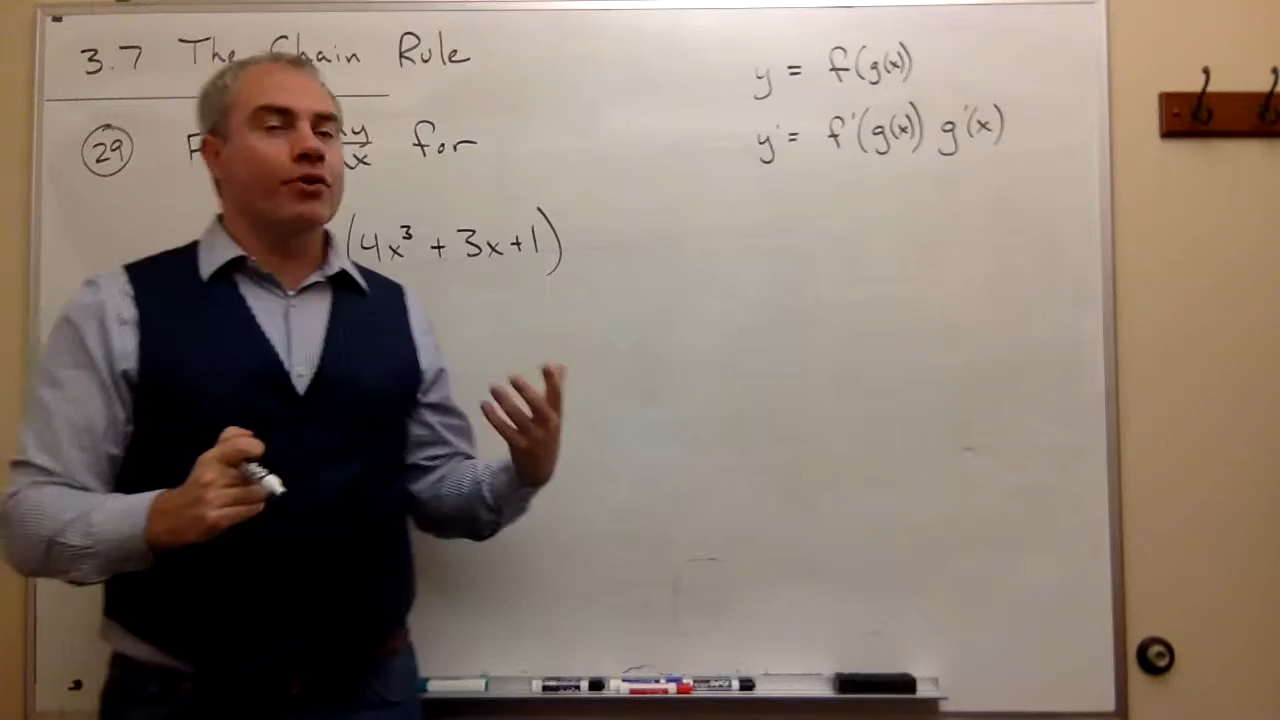 3.7 The Chain Rule
y = f(g(x))
y' = f'(g(x)) g'(x)
29 for
(4x³ + 3x + 1)